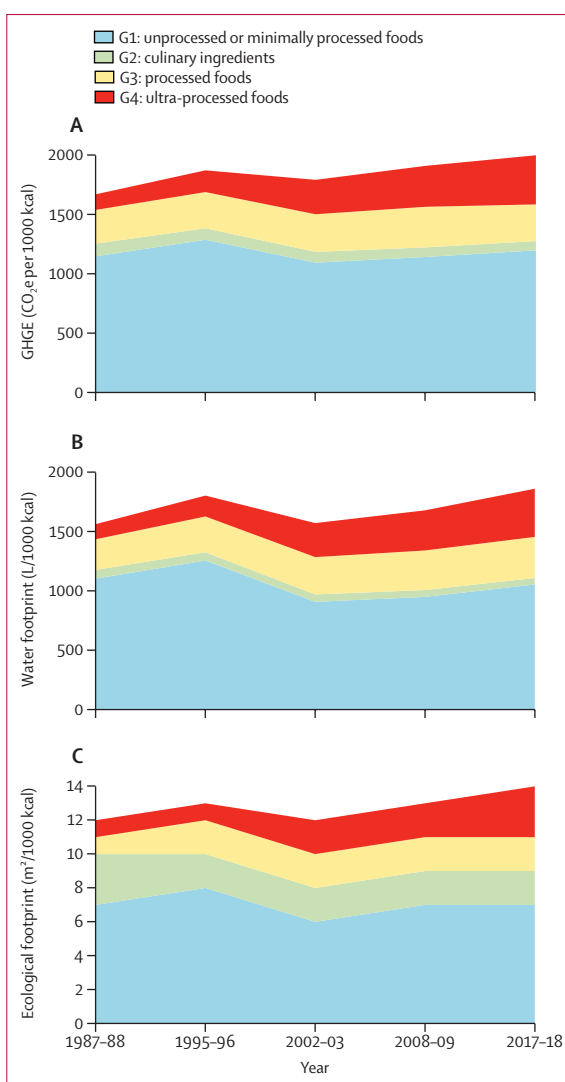 G1: unprocessed or minimally processed foods
G2: culinary ingredients
G3: processed foods
G4: ultra-processed foods
A
GHGE (CO₂e per 1000 kcal)
2000
1500
1000
500
0
B
Water footprint (L/1000 kcal)
2000
1500
1000
500
0
C
Ecological footprint (m²/1000 kcal)
14
12
10
8
6
4
2
0
1987–88 1995–96 2002–03 2008–09 2017–18
Year